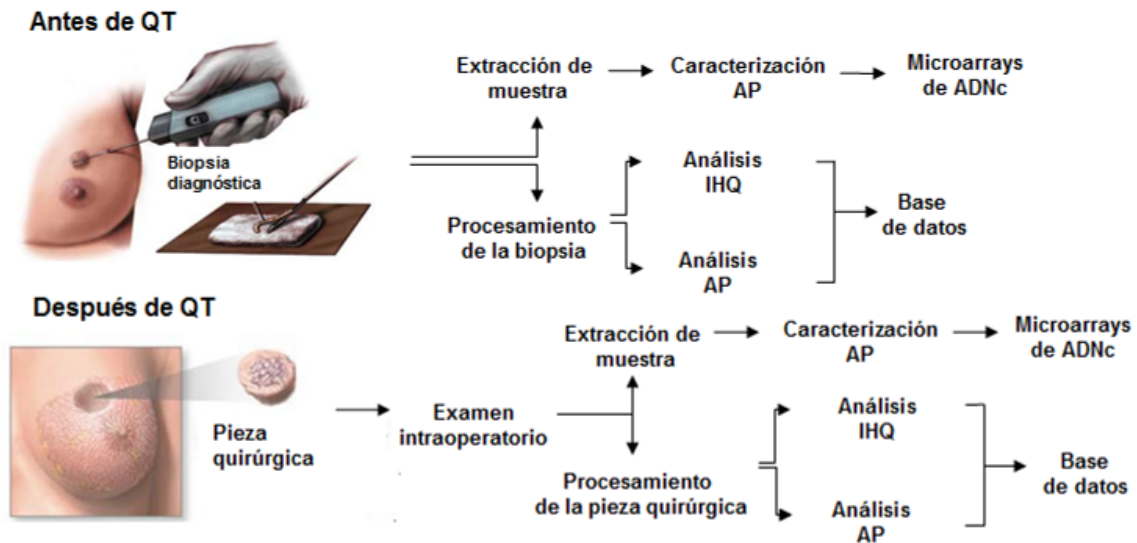 Antes de QT
Extracción de
muestra
Caracterización
AP
Microarrays
de ADNc
Biopsia
diagnóstica
Análisis
IHQ
Procesamiento
de la biopsia
Base
de datos
Análisis
AP
Después de QT
Extracción de
muestra
Caracterización
AP
Microarrays
de ADNc
Pieza
quirúrgica
Examen
intraoperatorio
Análisis
IHQ
Procesamiento
de la pieza quirúrgica
Base
de datos
Análisis
AP